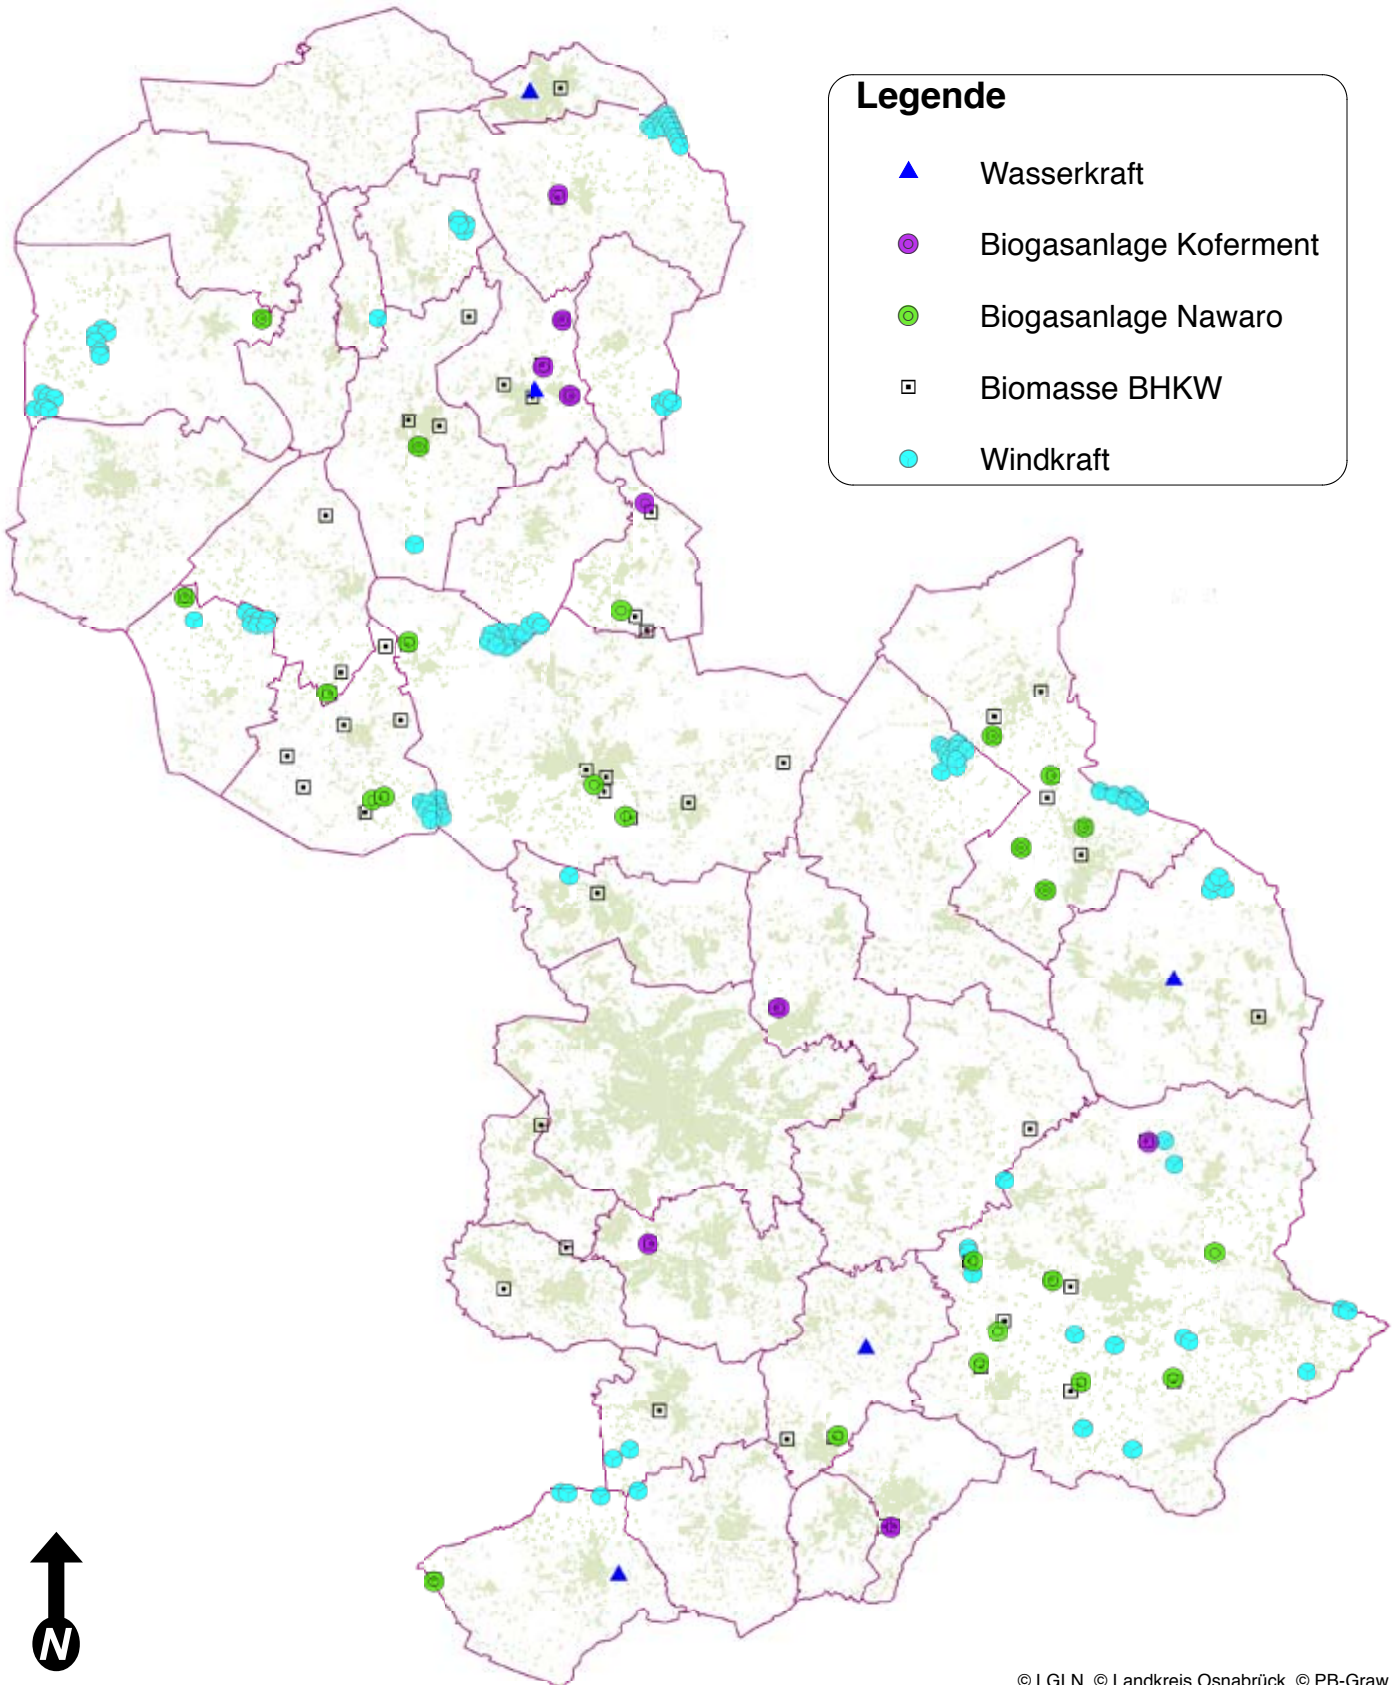 Legende
Wasserkraft
Biogasanlage Koferment
Biogasanlage Nawaro
Biomasse BHKW
Windkraft
N
© LGLN, © Landkreis Osnabrück, © PB-Graw